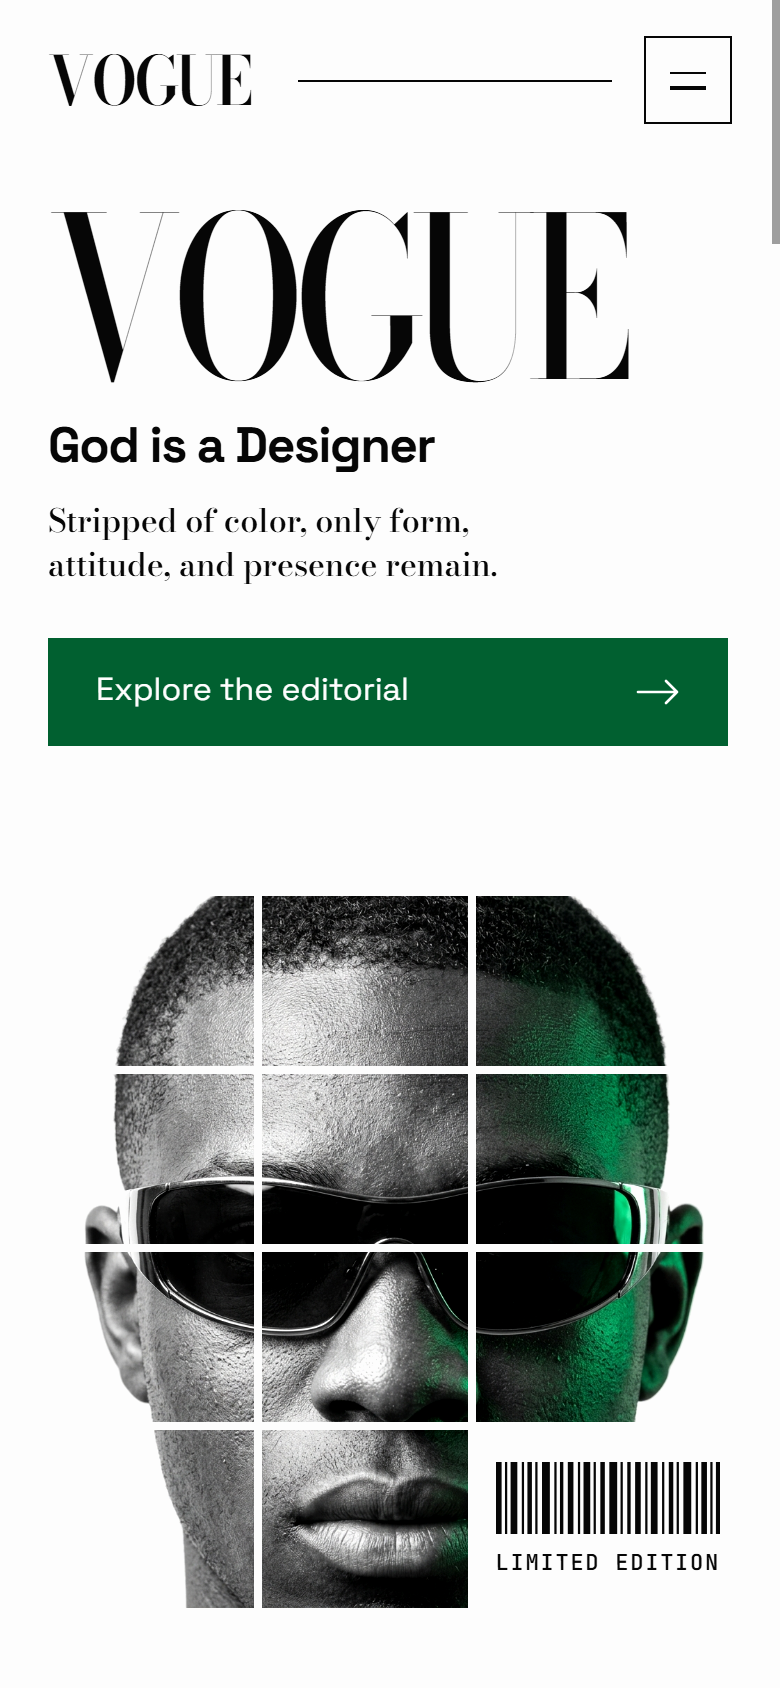 VOGUE
VOGUE
God is a Designer
Stripped of color, only form,
attitude, and presence remain.
Explore the editorial
LIMITED EDITION